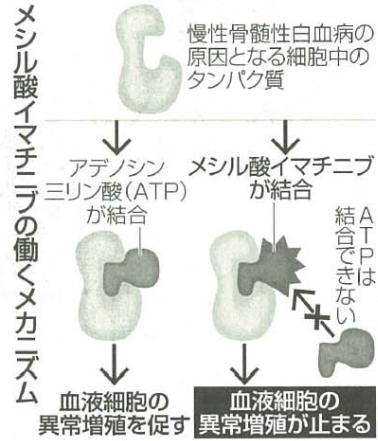 メシル酸イマチニブの働くメカニズム
慢性骨髄性白血病の
原因となる細胞中の
タンパク質
アデノシン
三リン酸(ATP)
が結合
メシル酸イマチニブ
が結合
ATPは
結合できない
血液細胞の
異常増殖を促す
血液細胞の
異常増殖が止まる